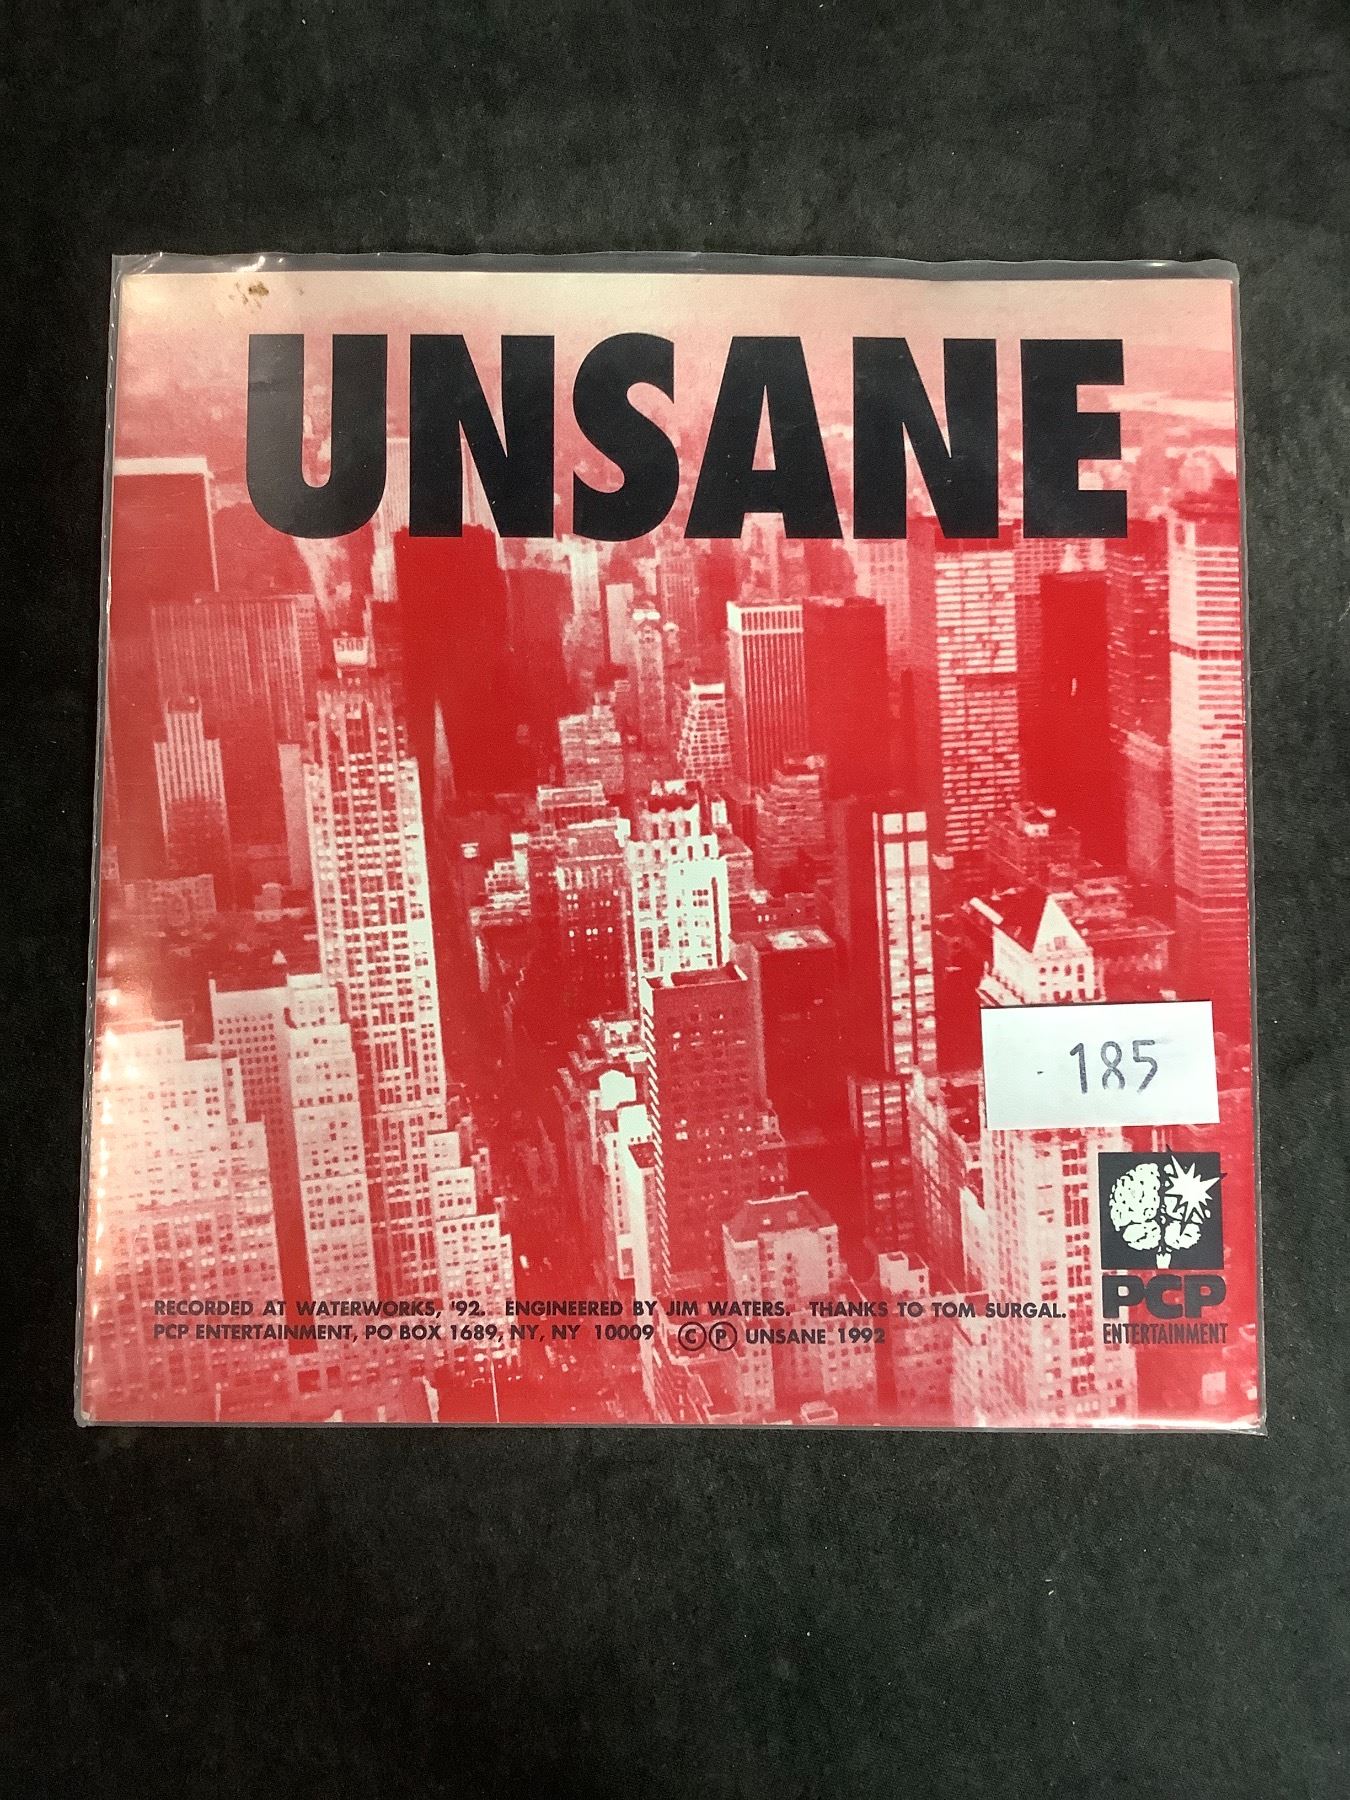 UNSANE
500
185
RECORDED AT WATERWORKS, '92. ENGINEERED BY JIM WATERS. THANKS TO TOM SURGAL.
PCP ENTERTAINMENT, PO BOX 1689, NY, NY 10009 Ⓒ Ⓟ UNSANE 1992
PCP
ENTERTAINMENT